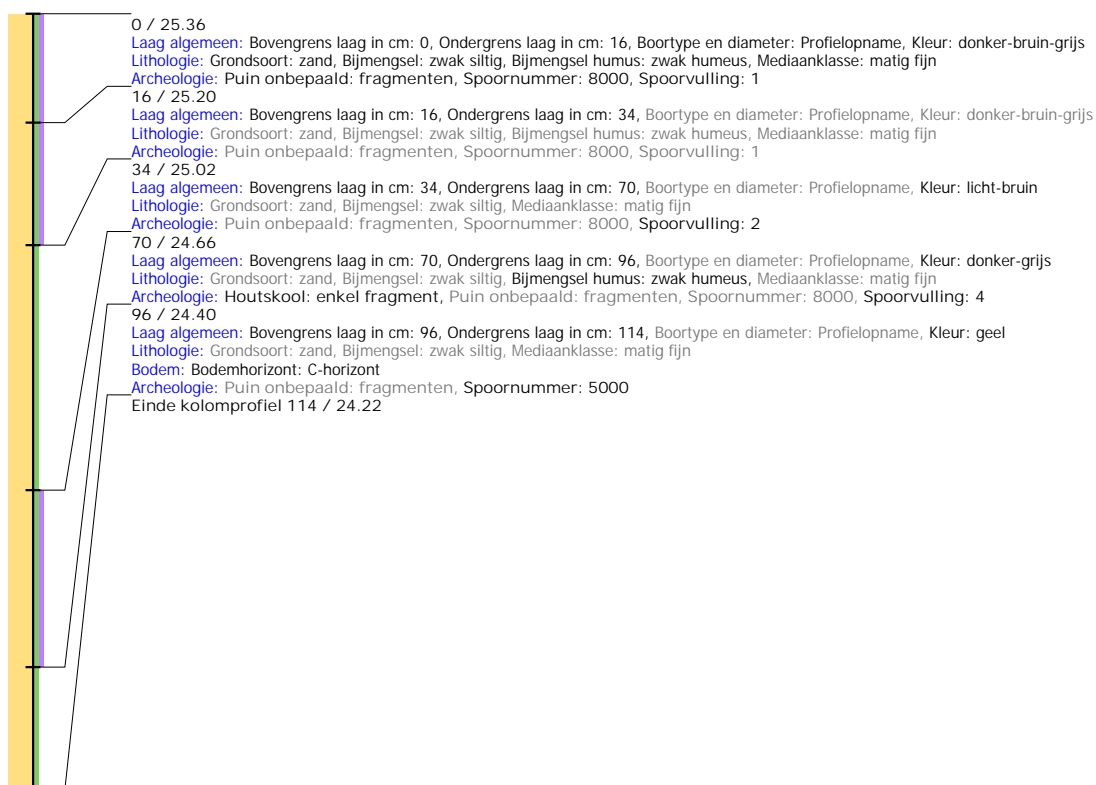 0 / 25.36
Laag algemeen: Bovengrens laag in cm: 0, Ondergrens laag in cm: 16, Boortype en diameter: Profielopname, Kleur: donker-bruin-grijs
Lithologie: Grondsoort: zand, Bijmengsel: zwak siltig, Bijmengsel humus: zwak humeus, Mediaanklasse: matig fijn
Archeologie: Puin onbepaald: fragmenten, Spoornummer: 8000, Spoorvulling: 1
16 / 25.20
Laag algemeen: Bovengrens laag in cm: 16, Ondergrens laag in cm: 34, Boortype en diameter: Profielopname, Kleur: donker-bruin-grijs
Lithologie: Grondsoort: zand, Bijmengsel: zwak siltig, Bijmengsel humus: zwak humeus, Mediaanklasse: matig fijn
Archeologie: Puin onbepaald: fragmenten, Spoornummer: 8000, Spoorvulling: 1
34 / 25.02
Laag algemeen: Bovengrens laag in cm: 34, Ondergrens laag in cm: 70, Boortype en diameter: Profielopname, Kleur: licht-bruin
Lithologie: Grondsoort: zand, Bijmengsel: zwak siltig, Mediaanklasse: matig fijn
Archeologie: Puin onbepaald: fragmenten, Spoornummer: 8000, Spoorvulling: 2
70 / 24.66
Laag algemeen: Bovengrens laag in cm: 70, Ondergrens laag in cm: 96, Boortype en diameter: Profielopname, Kleur: donker-grijs
Lithologie: Grondsoort: zand, Bijmengsel: zwak siltig, Bijmengsel humus: zwak humeus, Mediaanklasse: matig fijn
Archeologie: Houtskool: enkel fragment, Puin onbepaald: fragmenten, Spoornummer: 8000, Spoorvulling: 4
96 / 24.40
Laag algemeen: Bovengrens laag in cm: 96, Ondergrens laag in cm: 114, Boortype en diameter: Profielopname, Kleur: geel
Lithologie: Grondsoort: zand, Bijmengsel: zwak siltig, Mediaanklasse: matig fijn
Bodem: Bodemhorizont: C-horizont
Archeologie: Puin onbepaald: fragmenten, Spoornummer: 5000
Einde kolomprofiel 114 / 24.22